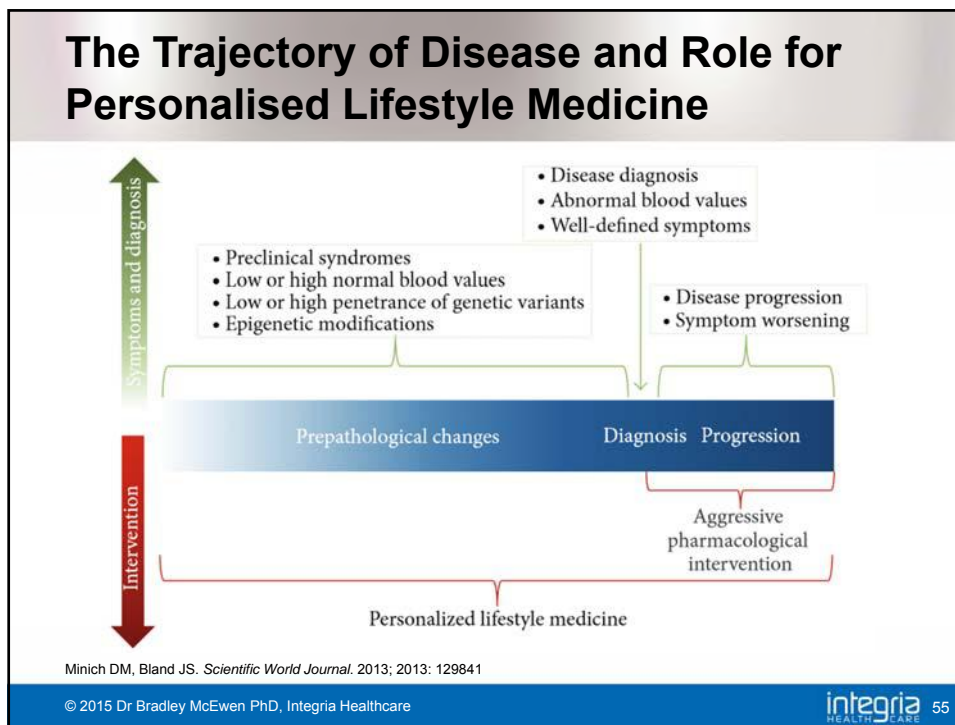 The Trajectory of Disease and Role for
Personalised Lifestyle Medicine
Symptoms and diagnosis
• Disease diagnosis
• Abnormal blood values
• Well-defined symptoms
• Preclinical syndromes
• Low or high normal blood values
• Low or high penetrance of genetic variants
• Epigenetic modifications
• Disease progression
• Symptom worsening
Prepathological changes
Diagnosis
Progression
Intervention
Aggressive
pharmacological
intervention
Personalized lifestyle medicine
Minich DM, Bland JS. Scientific World Journal. 2013; 2013: 129841
© 2015 Dr Bradley McEwen PhD, Integria Healthcare
integria
HEALTHCARE
55